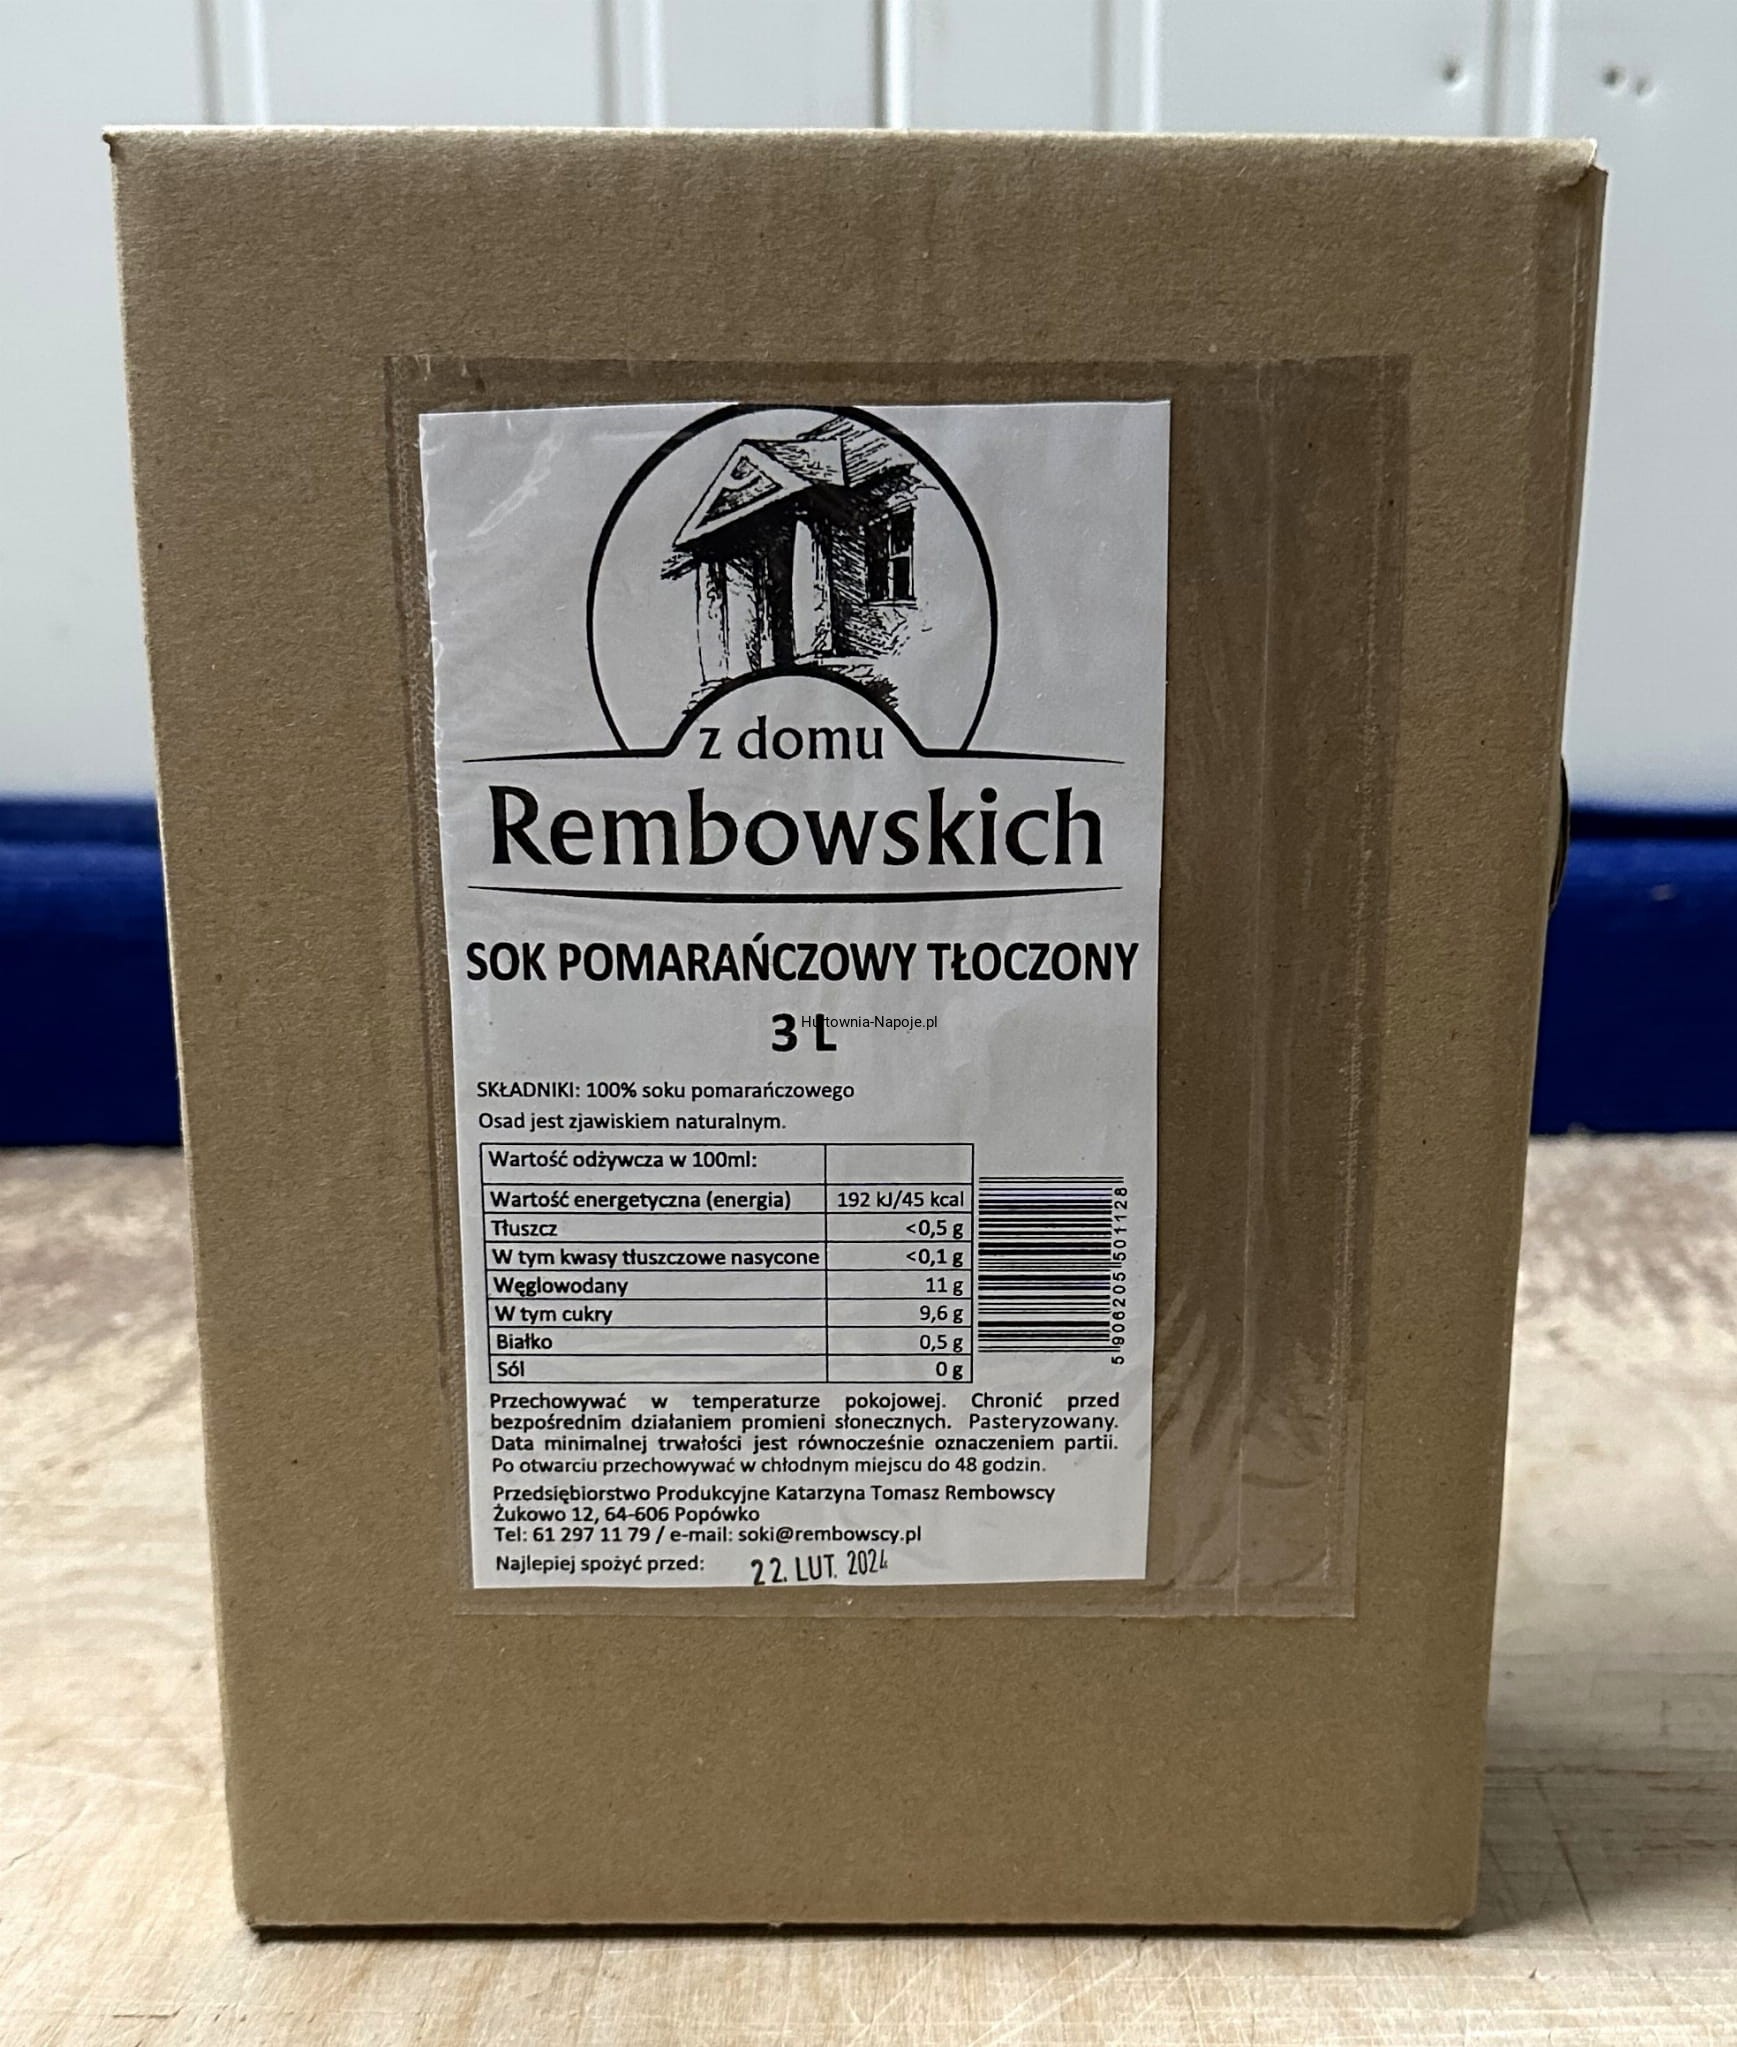 z domu
Rembowskich
SOK POMARAŃCZOWY TŁOCZONY
3 L
Hurtownia-Napoje.pl
SKŁADNIKI: 100% soku pomarańczowego
Osad jest zjawiskiem naturalnym.
Wartość odżywcza w 100ml:
Wartość energetyczna (energia) 192 kJ/45 kcal
Tłuszcz <0,5 g
W tym kwasy tłuszczowe nasycone <0,1 g
Węglowodany 11 g
W tym cukry 9,6 g
Białko 0,5 g
Sól 0 g
5 906205 501128
Przechowywać w temperaturze pokojowej. Chronić przed
bezpośrednim działaniem promieni słonecznych. Pasteryzowany.
Data minimalnej trwałości jest równocześnie oznaczeniem partii.
Po otwarciu przechowywać w chłodnym miejscu do 48 godzin.
Przedsiębiorstwo Produkcyjne Katarzyna Tomasz Rembowscy
Żukowo 12, 64-606 Popówko
Tel: 61 297 11 79 / e-mail: soki@rembowscy.pl
Najlepiej spożyć przed: 22. LUT. 2024